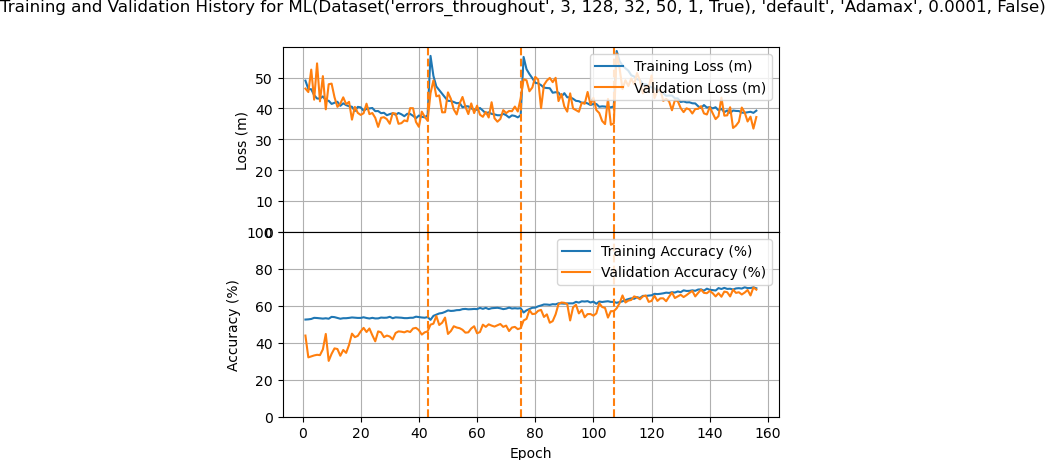 Training and Validation History for ML(Dataset('errors_throughout', 3, 128, 32, 50, 1, True), 'default', 'Adamax', 0.0001, False)
Training Loss (m)
Validation Loss (m)
50
40
30
20
10
0
Loss (m)
Training Accuracy (%)
Validation Accuracy (%)
100
80
60
40
20
0
Accuracy (%)
0 20 40 60 80 100 120 140 160
Epoch